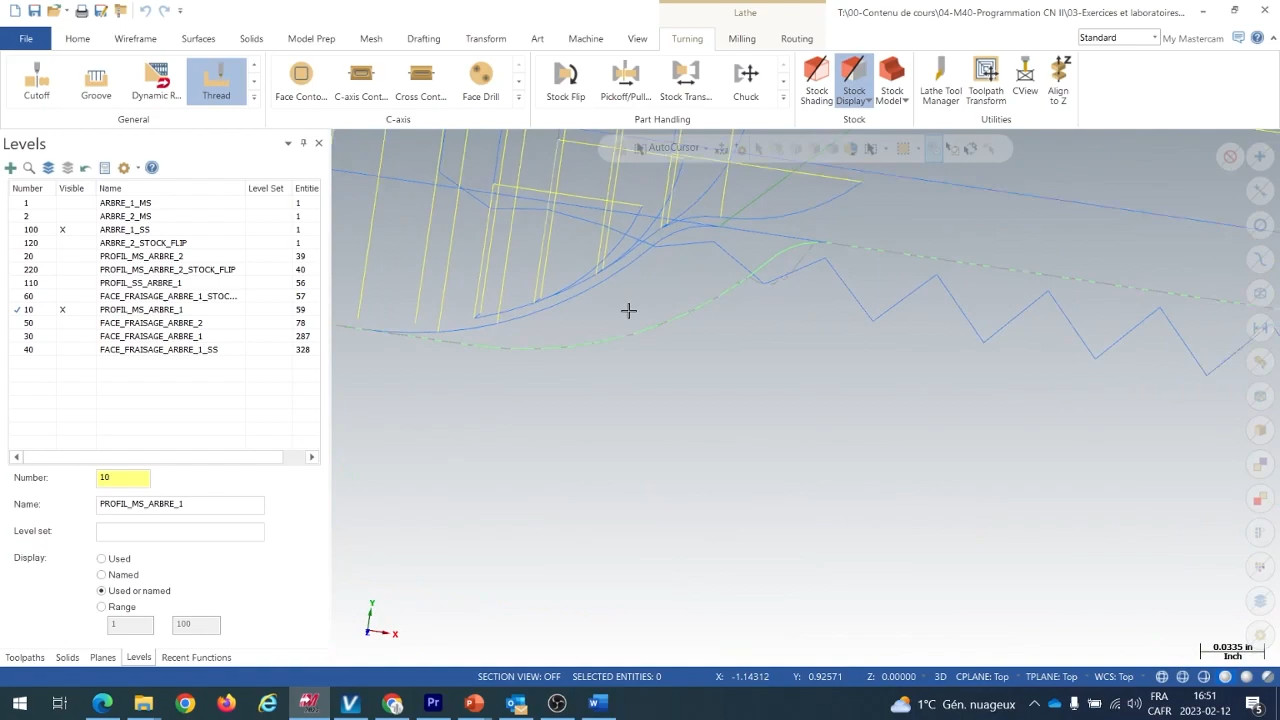 Lathe
T:\00-Contenu de cours\04-M40-Programmation CN II\03-Exercices et laboratoires...
File Home Wireframe Surfaces Solids Model Prep Mesh Drafting Transform Art Machine View Turning Milling Routing
Standard
My Mastercam
Cutoff Groove Dynamic R... Thread
Face Conto... C-axis Cont... Cross Cont... Face Drill
Stock Flip Pickoff/Pull... Stock Trans... Chuck
Stock Shading
Stock Display
Stock Model
Lathe Tool Manager
Toolpath Transform
CView
Align to Z
General C-axis Part Handling Stock Utilities
Levels
AutoCursor
Number Visible Name Level Set Entitie
1 ARBRE_1_MS 1
2 ARBRE_2_MS 1
100 X ARBRE_1_SS 1
120 ARBRE_2_STOCK_FLIP 1
20 PROFIL_MS_ARBRE_2 39
220 PROFIL_MS_ARBRE_2_STOCK_FLIP 40
110 PROFIL_SS_ARBRE_1 56
60 FACE_FRAISAGE_ARBRE_1_STOC... 57
10 X PROFIL_MS_ARBRE_1 59
50 FACE_FRAISAGE_ARBRE_2 78
30 FACE_FRAISAGE_ARBRE_1 287
40 FACE_FRAISAGE_ARBRE_1_SS 328
Number: 10
Name: PROFIL_MS_ARBRE_1
Level set:
Display: Used
Named
Used or named
Range
1 100
Y
X
Z
0.0335 in
Inch
Toolpaths Solids Planes Levels Recent Functions
SECTION VIEW: OFF SELECTED ENTITIES: 0 X: -1.14312 Y: 0.92571 Z: 0.00000 3D CPLANE: Top TPLANE: Top WCS: Top
1°C Gén. nuageux
FRA
CAFR
16:51
2023-02-12
5